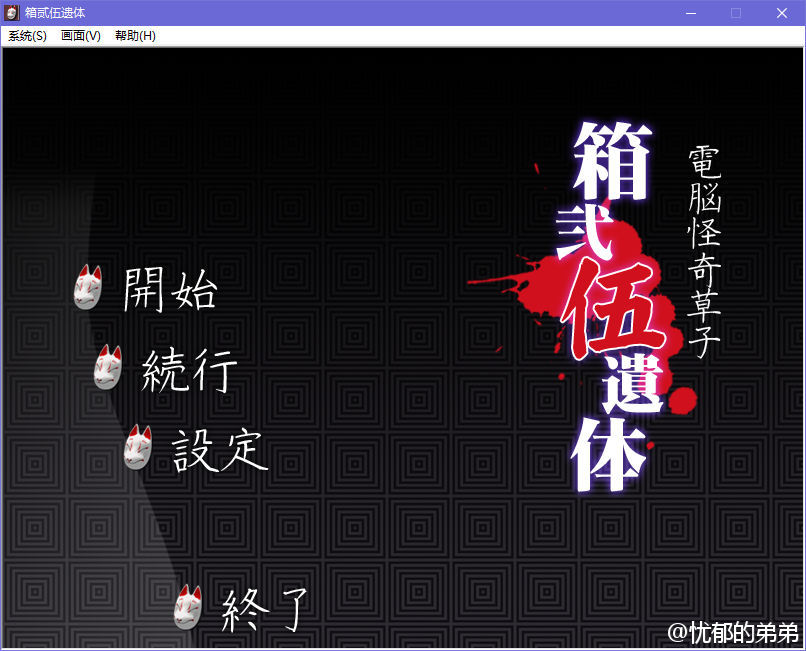 箱贰伍遗体
系统(S) 画面(V) 帮助(H)
電脳怪奇草子
箱弐伍遺体
開始
続行
設定
終了
@忧郁的弟弟